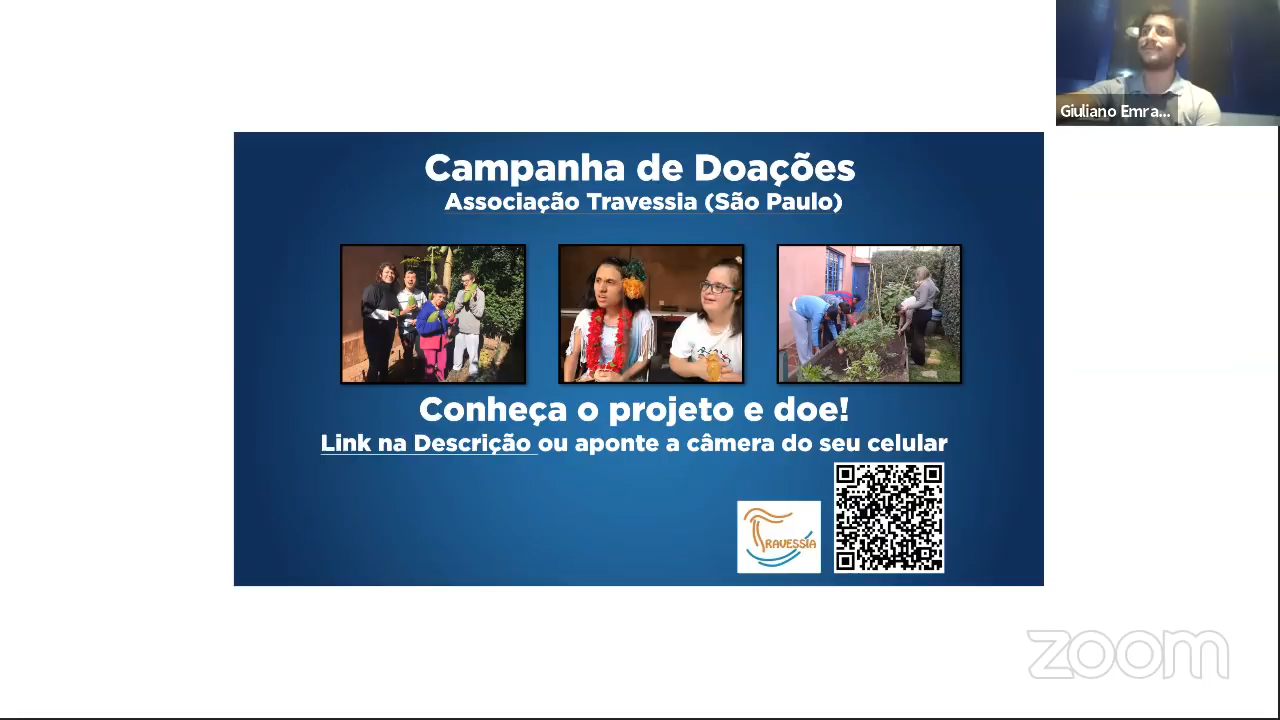 Giuliano Emra...
Campanha de Doações
Associação Travessia (São Paulo)
Conheça o projeto e doe!
Link na Descrição ou aponte a câmera do seu celular
TRAVESSIA
zoom